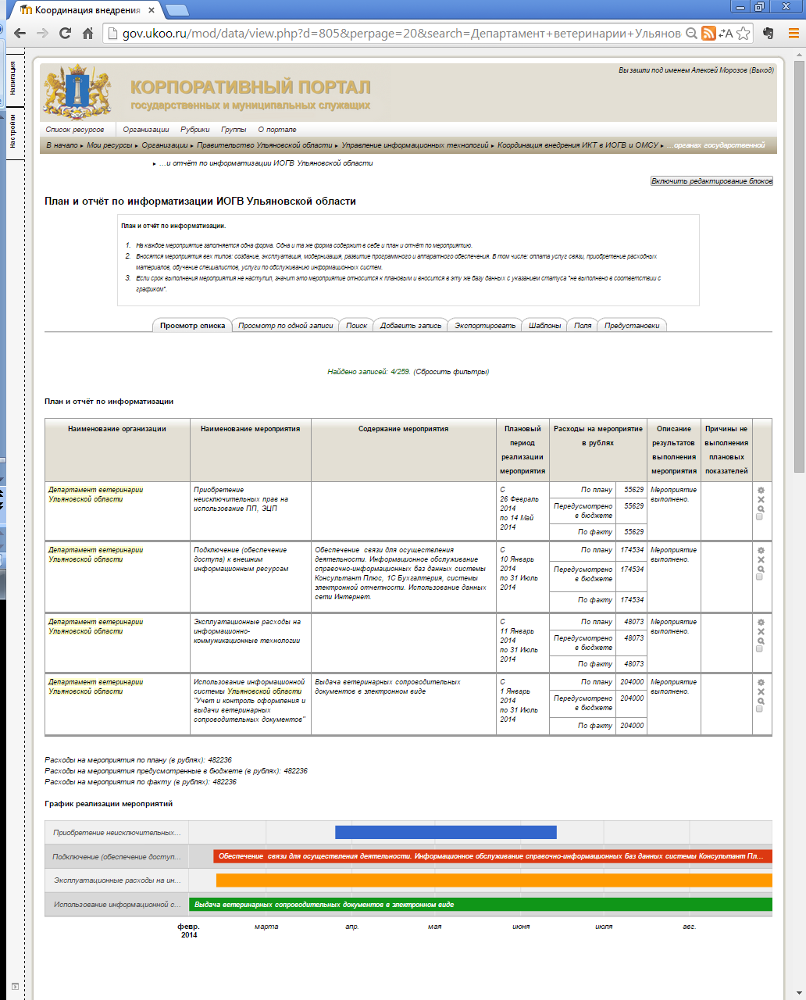 Координация внедрения
gov.ukoo.ru/mod/data/view.php?d=805&perpage=20&search=Департамент+ветеринарии+Ульянов
Навигация
Настройки
Вы зашли под именем Алексей Морозов (Выход)
КОРПОРАТИВНЫЙ ПОРТАЛ
государственных и муниципальных служащих
Список ресурсов Организации Рубрики Группы О портале
В начало ► Мои ресурсы ► Организации ► Правительство Ульяновской области ► Управление информационных технологий ► Координация внедрения ИКТ в ИОГВ и ОМСУ ► ...органах государственной
► ...и отчёт по информатизации ИОГВ Ульяновской области
Включить редактирование блоков
План и отчёт по информатизации ИОГВ Ульяновской области
План и отчёт по информатизации.
1. На каждое мероприятие заполняется одна форма. Одна и та же форма содержит в себе и план и отчёт по мероприятию.
2. Вносятся мероприятия вех типов: создание, эксплуатация, модернизация, развитие программного и аппаратного обеспечения. В том числе: оплата услуг связи, приобретение расходных
материалов, обучение специалистов, услуги по обслуживанию информационных систем.
3. Если срок выполнения мероприятия не наступил, значит это мероприятие относится к плановым и вносится в эту же базу данных с указанием статуса "не выполнено в соответствии с
графиком".
Просмотр списка Просмотр по одной записи Поиск Добавить запись Экспортировать Шаблоны Поля Предустановки
Найдено записей: 4/259. (Сбросить фильтры)
План и отчёт по информатизации
Наименование организации
Наименование мероприятия
Содержание мероприятия
Плановый
период
реализации
мероприятия
Расходы на мероприятие
в рублях
Описание
результатов
выполнения
мероприятия
Причины не
выполнения
плановых
показателей
Департамент ветеринарии
Ульяновской области
Приобретение
неисключительных прав на
использование ПП, ЭЦП
С
26 Февраль
2014
по 14 Май
2014
По плану 55629
Передусмотрено
в бюджете 55629
По факту 55629
Мероприятие
выполнено.
Департамент ветеринарии
Ульяновской области
Подключение (обеспечение
доступа) к внешним
информационным ресурсам
Обеспечение связи для осуществления
деятельности. Информационное обслуживание
справочно-информационных баз данных системы
Консультант Плюс, 1С Бухгалтерия, системы
электронной отчетности. Использование данных
сети Интернет.
С
10 Январь
2014
по 31 Июль
2014
По плану 174534
Передусмотрено
в бюджете 174534
По факту 174534
Мероприятие
выполнено.
Департамент ветеринарии
Ульяновской области
Эксплуатационные расходы на
информационно-
коммуникационные технологии
С
11 Январь
2014
по 31 Июль
2014
По плану 48073
Передусмотрено
в бюджете 48073
По факту 48073
Мероприятие
выполнено.
Департамент ветеринарии
Ульяновской области
Использование информационной
системы Ульяновской области
"Учет и контроль оформления и
выдачи ветеринарных
сопроводительных документов"
Выдача ветеринарных сопроводительных
документов в электронном виде
С
1 Январь
2014
по 31 Июль
2014
По плану 204000
Передусмотрено
в бюджете 204000
По факту 204000
Мероприятие
выполнено.
Расходы на мероприятия по плану (в рублях): 482236
Расходы на мероприятия предусмотренные в бюджете (в рублях): 482236
Расходы на мероприятия по факту (в рублях): 482236
График реализации мероприятий
Приобретение неисключительных...
Подключение (обеспечение доступ... Обеспечение связи для осуществления деятельности. Информационное обслуживание справочно-информационных баз данных системы Консультант Пл...
Эксплуатационные расходы на ин...
Использование информационной с... Выдача ветеринарных сопроводительных документов в электронном виде
февр. марта апр. мая июня июля авг.
2014